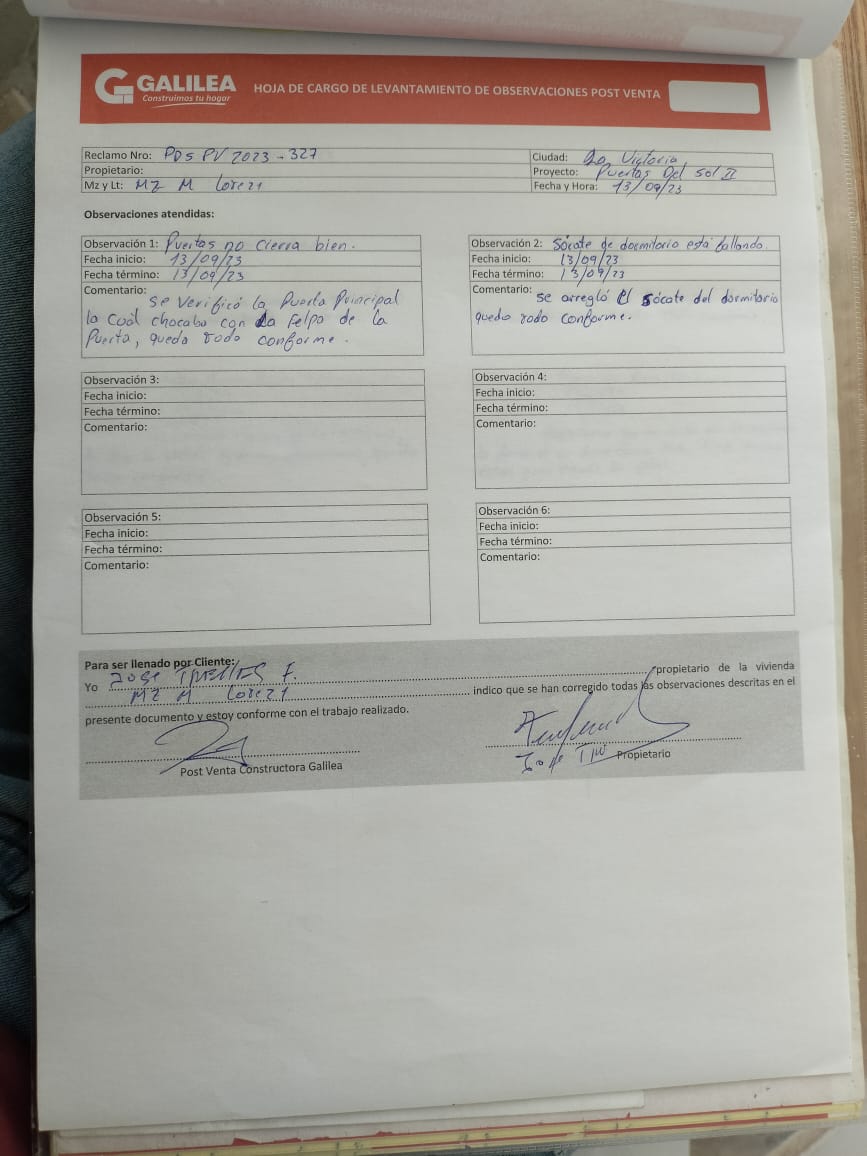 GALILEA
Construimos tu hogar
HOJA DE CARGO DE LEVANTAMIENTO DE OBSERVACIONES POST VENTA
Reclamo Nro: PDS PV 2023 - 327
Propietario:
Mz y Lt: MZ M Lote 21
Ciudad: La Victoria
Proyecto: Puertas Del Sol II
Fecha y Hora: 13/09/23
Observaciones atendidas:
Observación 1: Puertas no cierra bien.
Fecha inicio: 13/09/23
Fecha término: 13/09/23
Comentario: Se verificó la Puerta Principal
la cuál chocaba con la felpa de la
Puerta, quedo todo conforme.
Observación 2: Sócate de dormitorio está fallando.
Fecha inicio: 13/09/23
Fecha término: 13/09/23
Comentario: se arregló el sócate del dormitorio
quedo todo conforme.
Observación 3:
Fecha inicio:
Fecha término:
Comentario:
Observación 4:
Fecha inicio:
Fecha término:
Comentario:
Observación 5:
Fecha inicio:
Fecha término:
Comentario:
Observación 6:
Fecha inicio:
Fecha término:
Comentario:
Para ser llenado por Cliente:
Yo Jose Trelles F. propietario de la vivienda
MZ M Lote 21 indico que se han corregido todas las observaciones descritas en el
presente documento y estoy conforme con el trabajo realizado.
Post Venta Constructora Galilea
Jose
Propietario